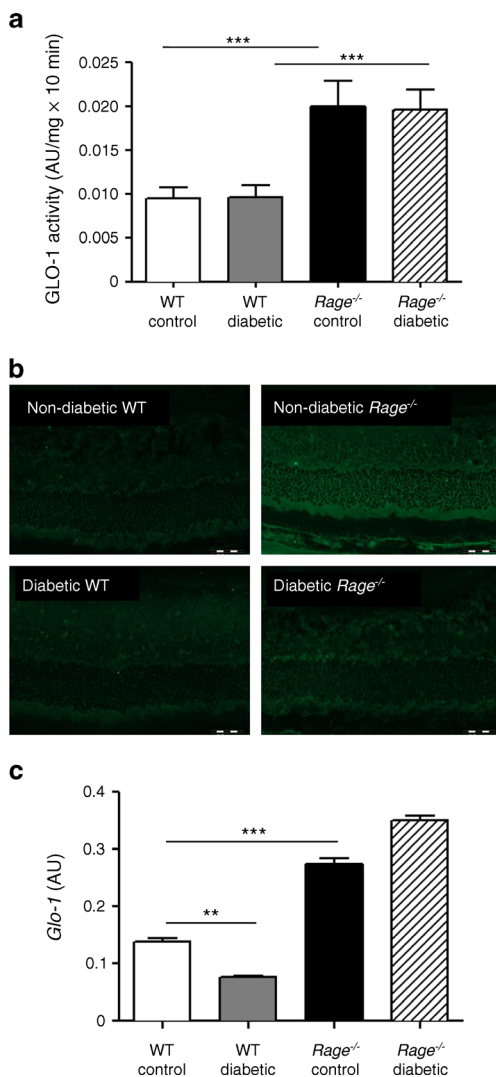 a
GLO-1 activity (AU/mg × 10 min)
***
***
0.025
0.020
0.015
0.010
0.005
0
WT
control
WT
diabetic
Rage-/-
control
Rage-/-
diabetic
b
Non-diabetic WT
Non-diabetic Rage-/-
Diabetic WT
Diabetic Rage-/-
c
Glo-1 (AU)
0.4
0.3
0.2
0.1
0
***
**
WT
control
WT
diabetic
Rage-/-
control
Rage-/-
diabetic